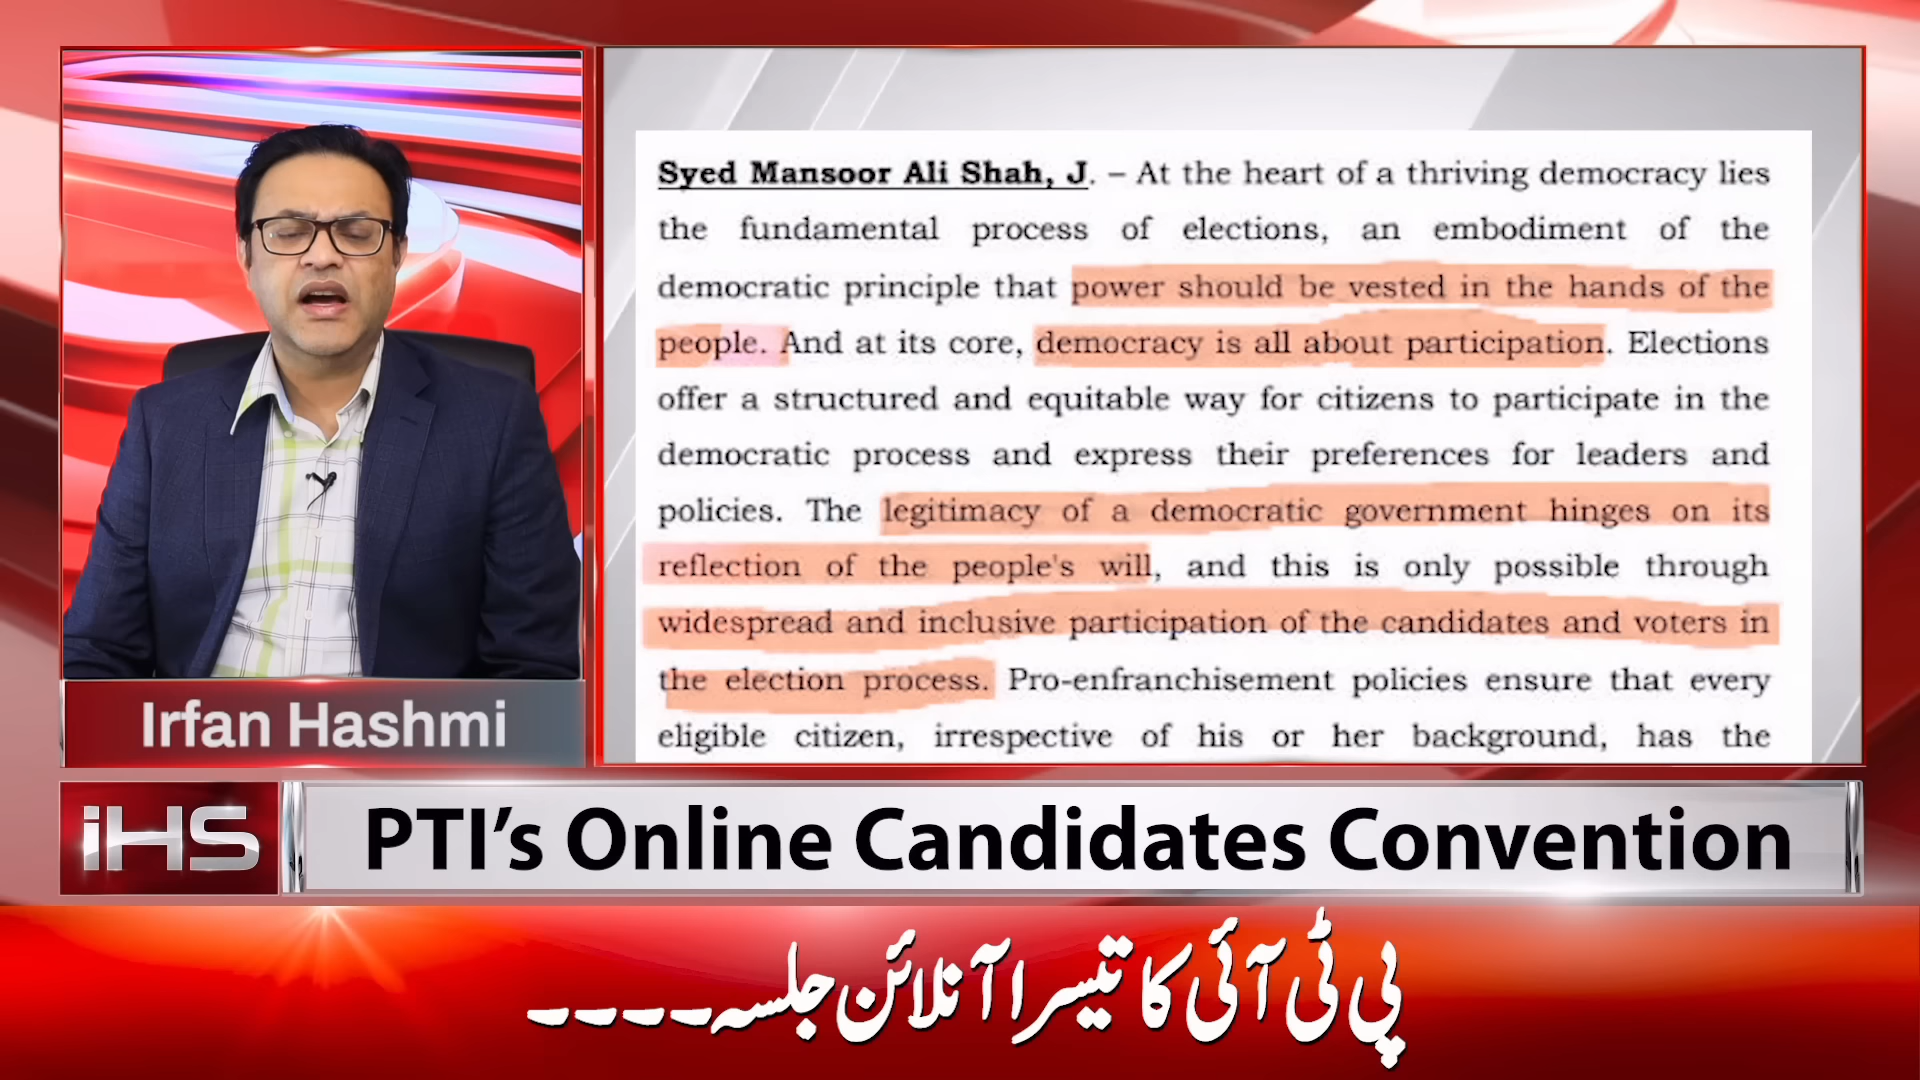 Syed Mansoor Ali Shah, J. – At the heart of a thriving democracy lies
the fundamental process of elections, an embodiment of the
democratic principle that power should be vested in the hands of the
people. And at its core, democracy is all about participation. Elections
offer a structured and equitable way for citizens to participate in the
democratic process and express their preferences for leaders and
policies. The legitimacy of a democratic government hinges on its
reflection of the people's will, and this is only possible through
widespread and inclusive participation of the candidates and voters in
the election process. Pro-enfranchisement policies ensure that every
eligible citizen, irrespective of his or her background, has the
Irfan Hashmi
iHS
PTI’s Online Candidates Convention
پی ٹی آئی کا تیسرا آنلائن جلسہ ۔۔۔۔